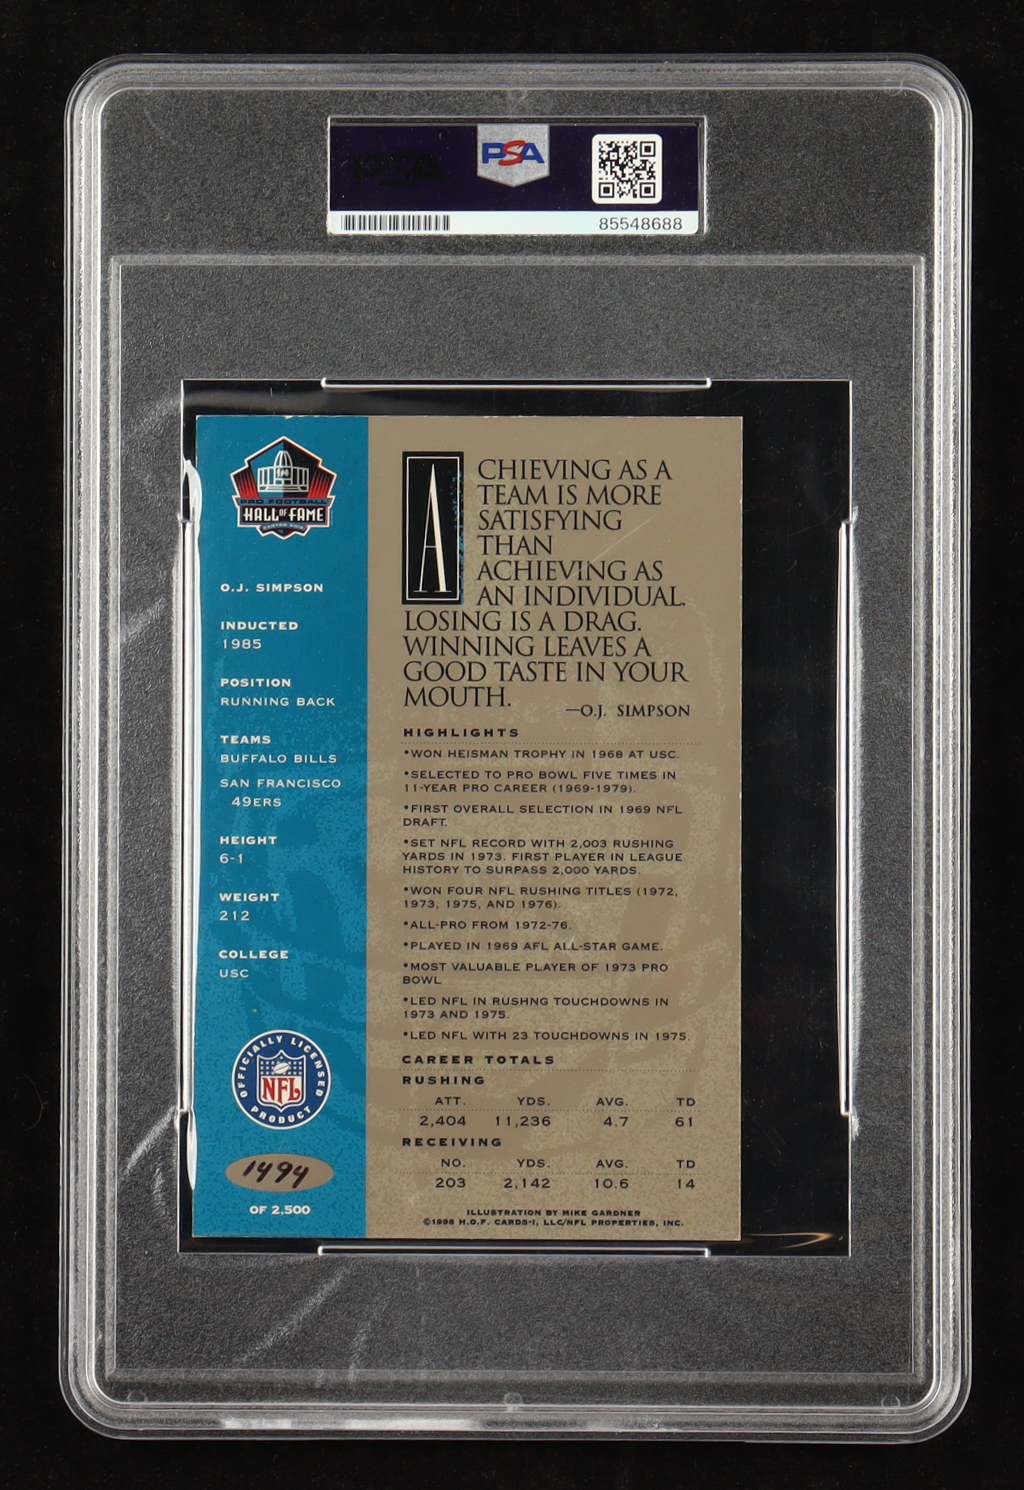 PSA
85548688
PRO FOOTBALL
HALL OF FAME
CANTON OHIO
O.J. SIMPSON
INDUCTED
1985
POSITION
RUNNING BACK
TEAMS
BUFFALO BILLS
SAN FRANCISCO
49ERS
HEIGHT
6-1
WEIGHT
212
COLLEGE
USC
OFFICIALLY LICENSED
NFL
PRODUCT
1494
OF 2,500
ACHIEVING AS A
TEAM IS MORE
SATISFYING
THAN
ACHIEVING AS
AN INDIVIDUAL.
LOSING IS A DRAG.
WINNING LEAVES A
GOOD TASTE IN YOUR
MOUTH.
—O.J. SIMPSON
HIGHLIGHTS
•WON HEISMAN TROPHY IN 1968 AT USC.
•SELECTED TO PRO BOWL FIVE TIMES IN
11-YEAR PRO CAREER (1969-1979).
•FIRST OVERALL SELECTION IN 1969 NFL
DRAFT.
•SET NFL RECORD WITH 2,003 RUSHING
YARDS IN 1973. FIRST PLAYER IN LEAGUE
HISTORY TO SURPASS 2,000 YARDS.
•WON FOUR NFL RUSHING TITLES (1972,
1973, 1975, AND 1976).
•ALL-PRO FROM 1972-76.
•PLAYED IN 1969 AFL ALL-STAR GAME.
•MOST VALUABLE PLAYER OF 1973 PRO
BOWL
•LED NFL IN RUSHNG TOUCHDOWNS IN
1973 AND 1975.
•LED NFL WITH 23 TOUCHDOWNS IN 1975.
CAREER TOTALS
RUSHING
ATT. YDS. AVG. TD
2,404 11,236 4.7 61
RECEIVING
NO. YDS. AVG. TD
203 2,142 10.6 14
ILLUSTRATION BY MIKE GARDNER
©1998 H.O.F. CARDS-I, LLC/NFL PROPERTIES, INC.